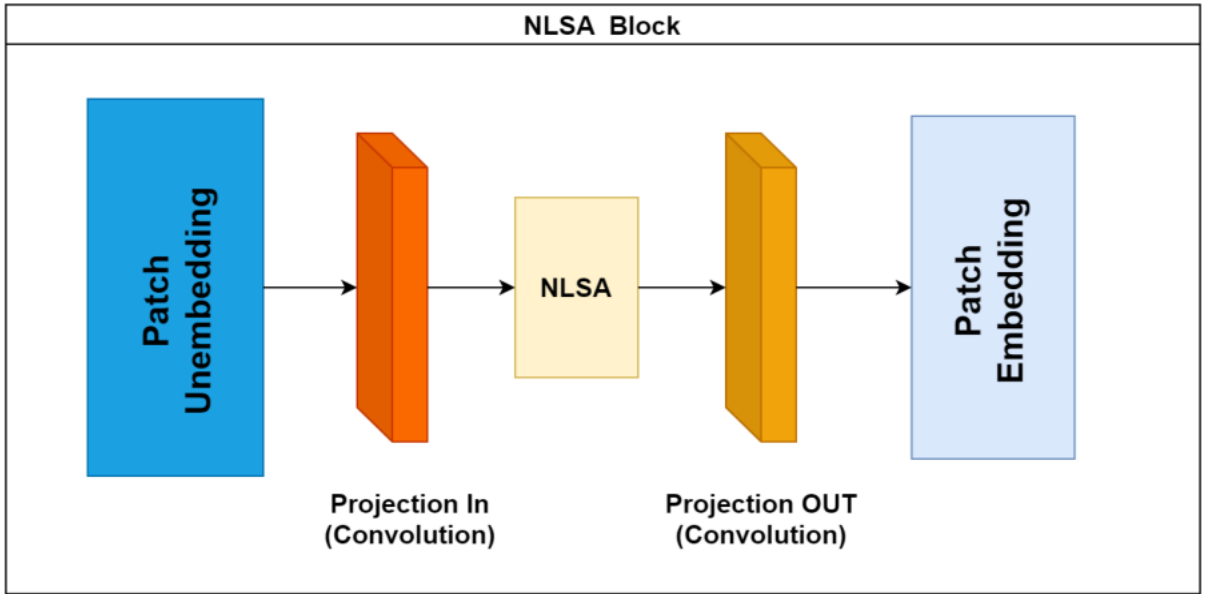 NLSA Block
Patch
Unembedding
Projection In
(Convolution)
NLSA
Projection OUT
(Convolution)
Patch
Embedding